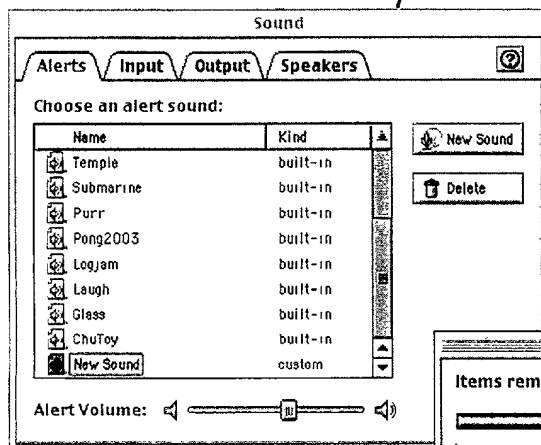 Sound
Alerts Input Output Speakers
Choose an alert sound:
Name Kind
Temple built-in
Submarine built-in
Purr built-in
Pong2003 built-in
Logjam built-in
Laugh built-in
Glass built-in
ChuToy built-in
New Sound custom
New Sound
Delete
Alert Volume:
Items rem